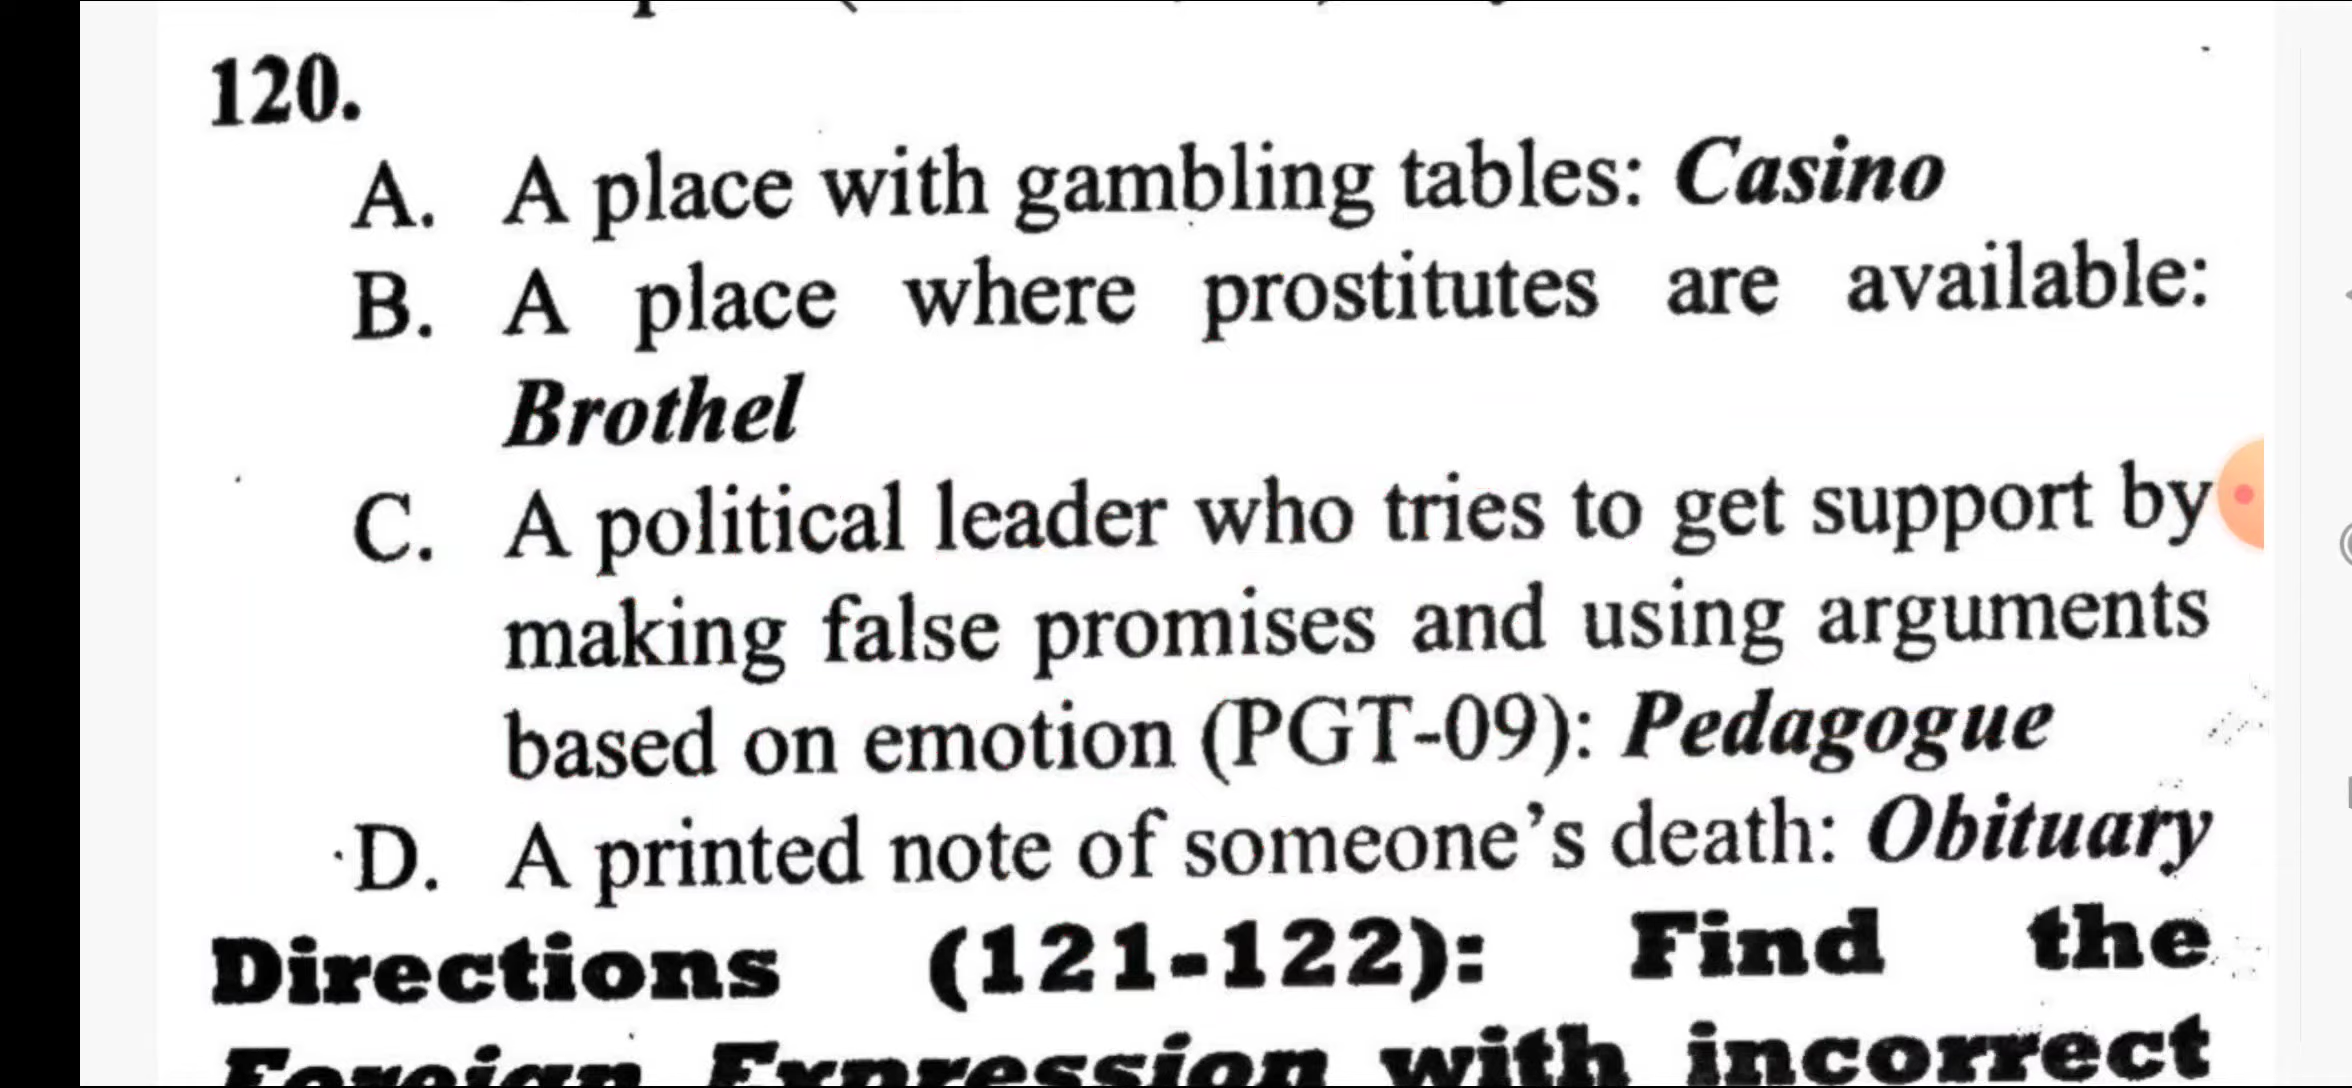 120.
A. A place with gambling tables: Casino
B. A place where prostitutes are available:
Brothel
C. A political leader who tries to get support by
making false promises and using arguments
based on emotion (PGT-09): Pedagogue
D. A printed note of someone's death: Obituary
Directions (121-122): Find the
Foreign Expression with incorrect